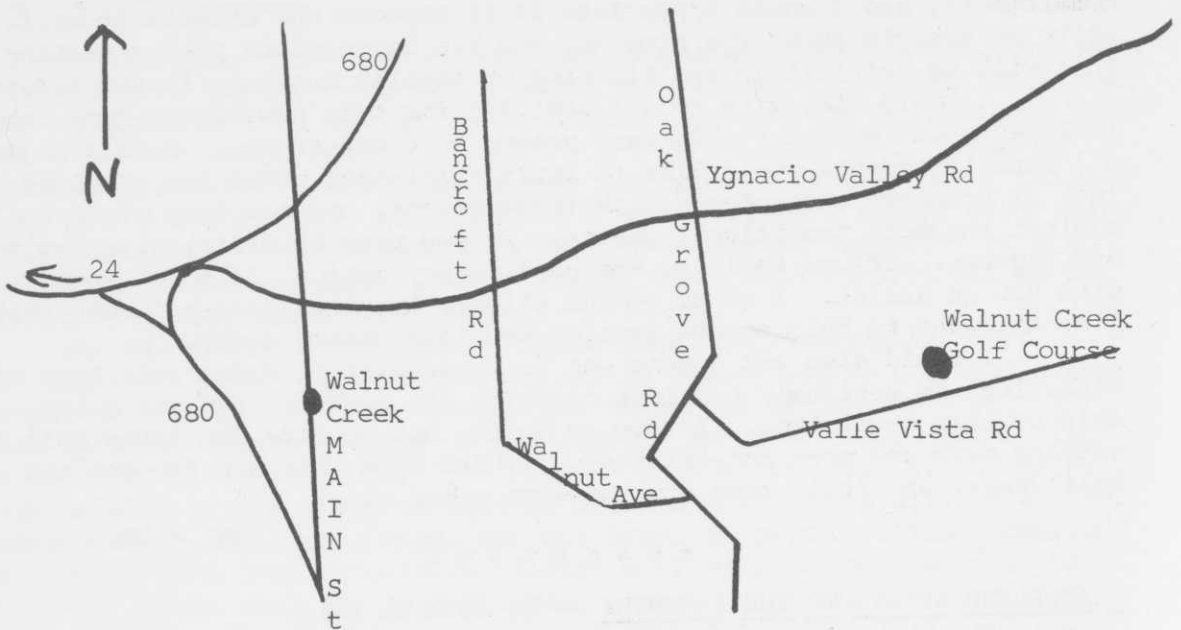 N
680
Bancroft Rd
Oak Grove Rd
Ygnacio Valley Rd
24
Walnut
Creek
Walnut Creek
Golf Course
680
MAIN St
Walnut Ave
Valle Vista Rd